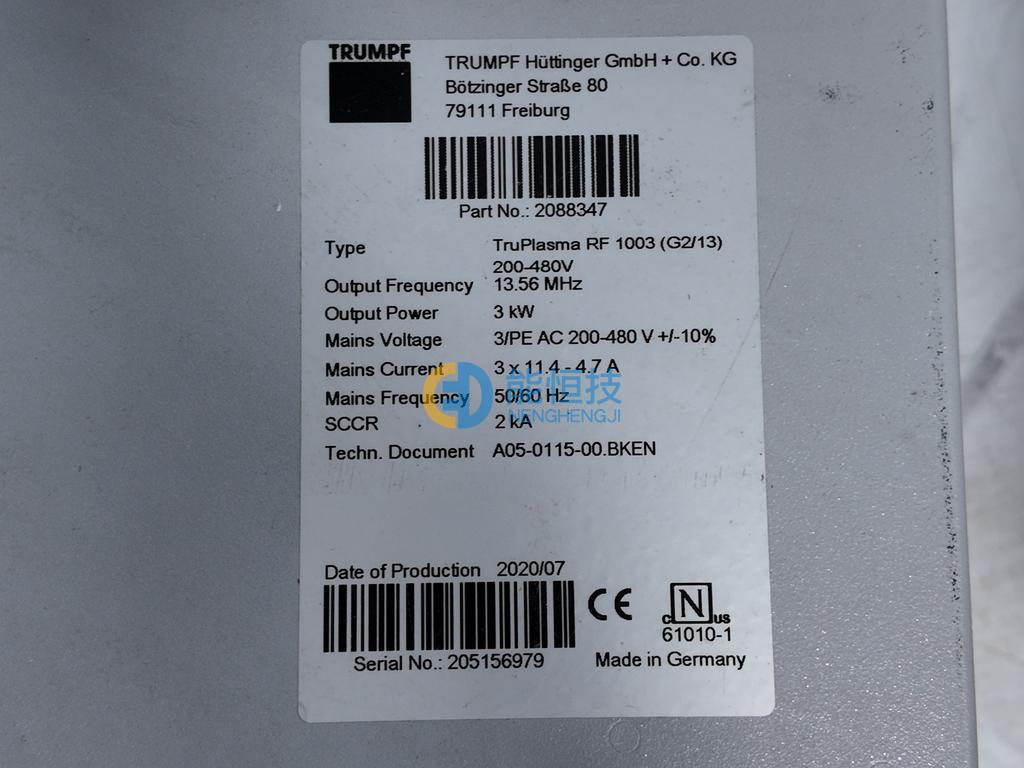 TRUMPF
TRUMPF Hüttinger GmbH + Co. KG
Bötzinger Straße 80
79111 Freiburg
Part No.: 2088347
Type TruPlasma RF 1003 (G2/13)
200-480V
Output Frequency 13.56 MHz
Output Power 3 kW
Mains Voltage 3/PE AC 200-480 V +/-10%
Mains Current 3 x 11.4 - 4.7 A
能恒技
Mains Frequency 50/60 Hz
NENGHENGJI
SCCR 2 kA
Techn. Document A05-0115-00.BKEN
Date of Production 2020/07
CE
c N us
61010-1
Serial No.: 205156979
Made in Germany